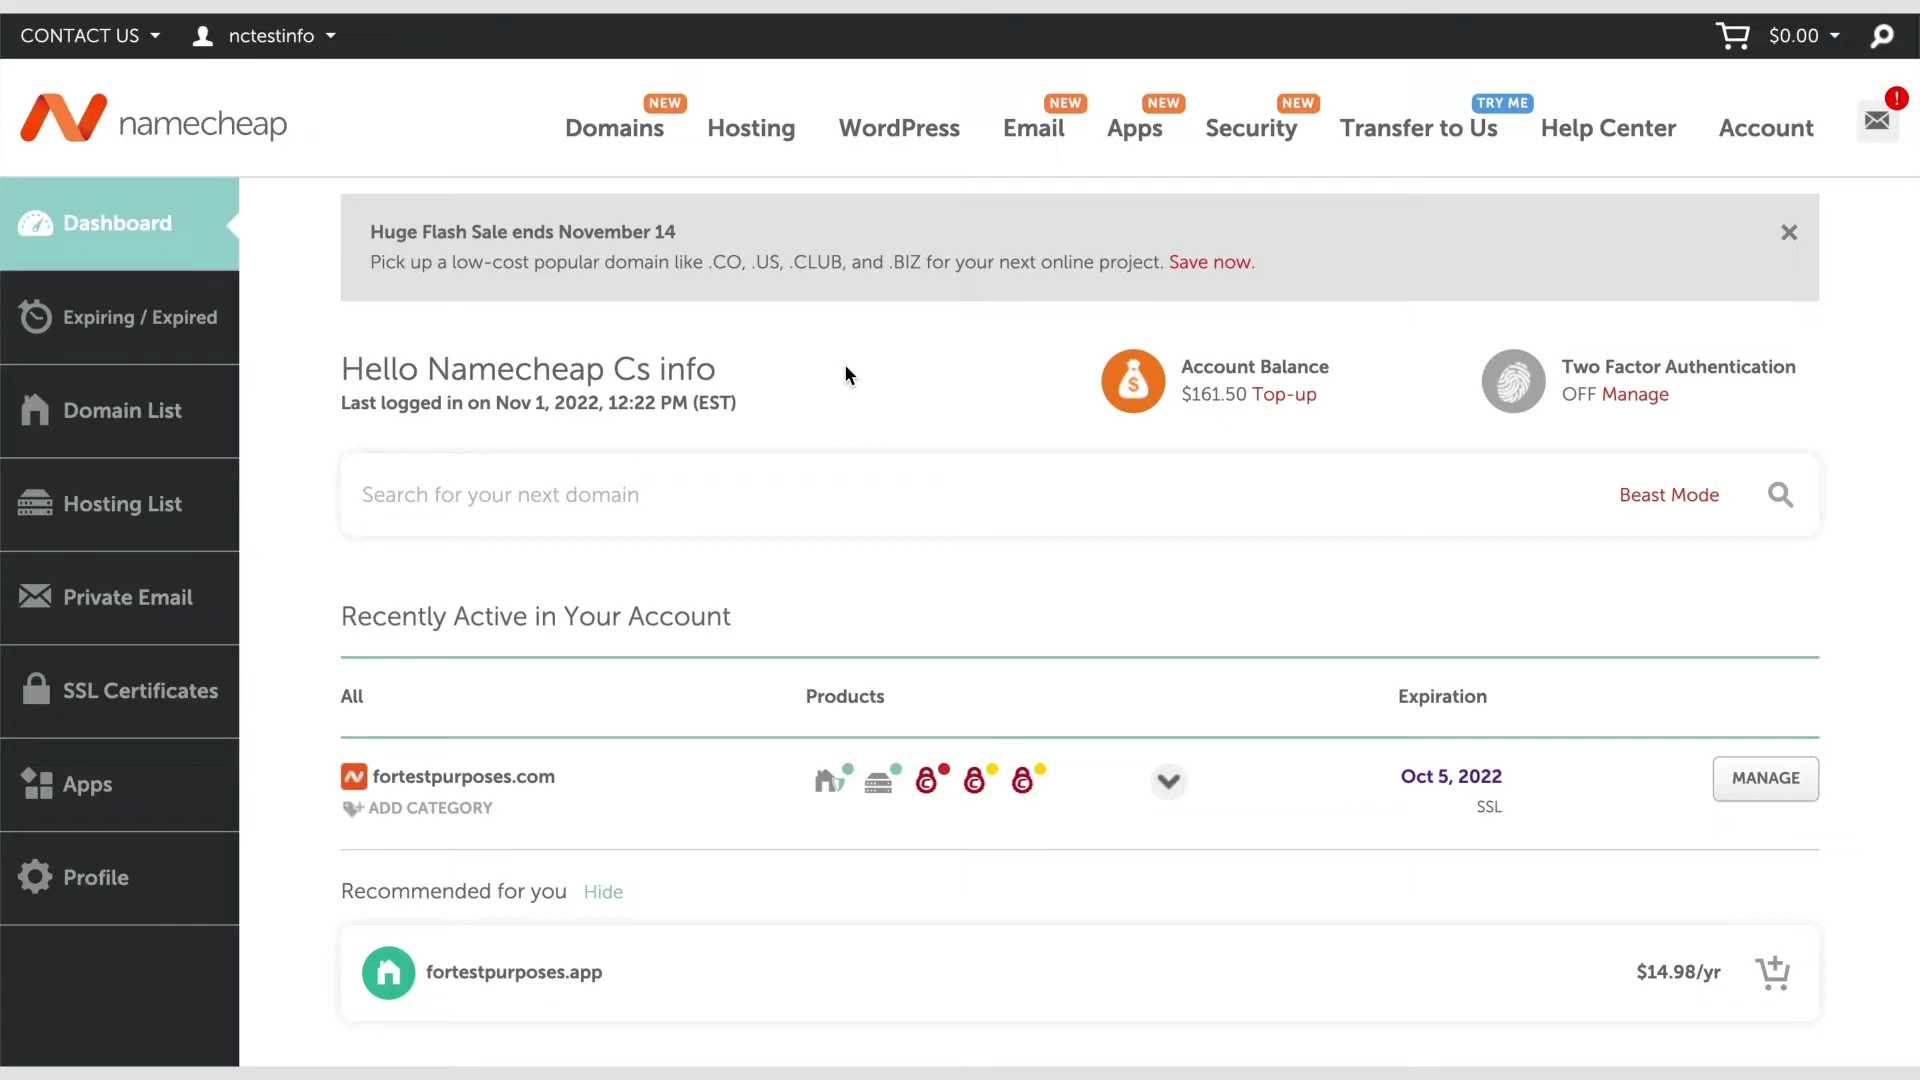 CONTACT US
nctestinfo
$0.00
namecheap
NEW
Domains
Hosting
WordPress
NEW
Email
NEW
Apps
NEW
Security
TRY ME
Transfer to Us
Help Center
Account
!
Dashboard
Expiring / Expired
Domain List
Hosting List
Private Email
SSL Certificates
Apps
Profile
Huge Flash Sale ends November 14
Pick up a low-cost popular domain like .CO, .US, .CLUB, and .BIZ for your next online project. Save now.
Hello Namecheap Cs info
Last logged in on Nov 1, 2022, 12:22 PM (EST)
Account Balance
$161.50 Top-up
Two Factor Authentication
OFF Manage
Search for your next domain
Beast Mode
Recently Active in Your Account
All
Products
Expiration
fortestpurposes.com
ADD CATEGORY
Oct 5, 2022
SSL
MANAGE
Recommended for you
Hide
fortestpurposes.app
$14.98/yr